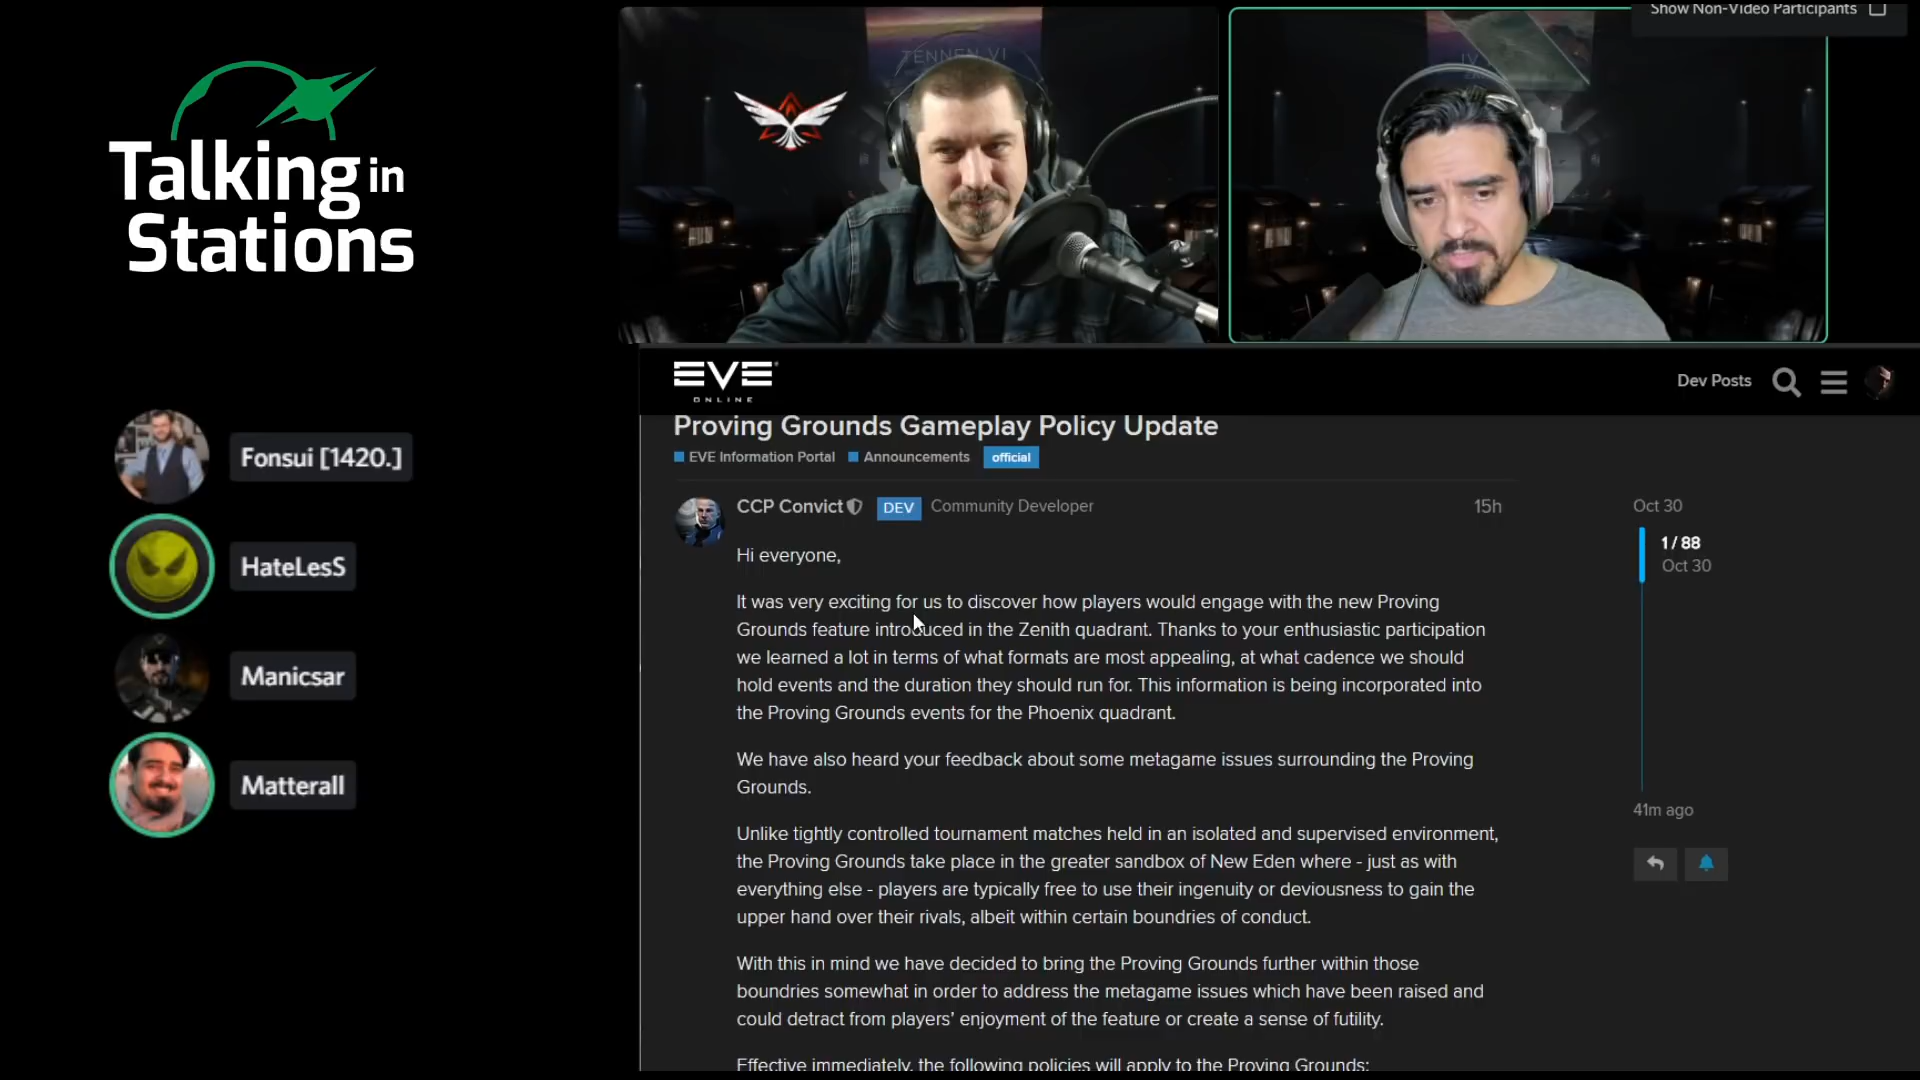 Show Non-Video Participants
TENNEN VI
IV
Talking in
Stations
Fonsui [1420.]
HateLesS
Manicsar
Matterall
EVE
ONLINE
Dev Posts
Proving Grounds Gameplay Policy Update
EVE Information Portal
Announcements
official
CCP Convict
DEV
Community Developer
15h
Oct 30
1 / 88
Oct 30
41m ago
Hi everyone,
It was very exciting for us to discover how players would engage with the new Proving
Grounds feature introduced in the Zenith quadrant. Thanks to your enthusiastic participation
we learned a lot in terms of what formats are most appealing, at what cadence we should
hold events and the duration they should run for. This information is being incorporated into
the Proving Grounds events for the Phoenix quadrant.
We have also heard your feedback about some metagame issues surrounding the Proving
Grounds.
Unlike tightly controlled tournament matches held in an isolated and supervised environment,
the Proving Grounds take place in the greater sandbox of New Eden where - just as with
everything else - players are typically free to use their ingenuity or deviousness to gain the
upper hand over their rivals, albeit within certain boundries of conduct.
With this in mind we have decided to bring the Proving Grounds further within those
boundries somewhat in order to address the metagame issues which have been raised and
could detract from players' enjoyment of the feature or create a sense of futility.
Effective immediately, the following policies will apply to the Proving Grounds: